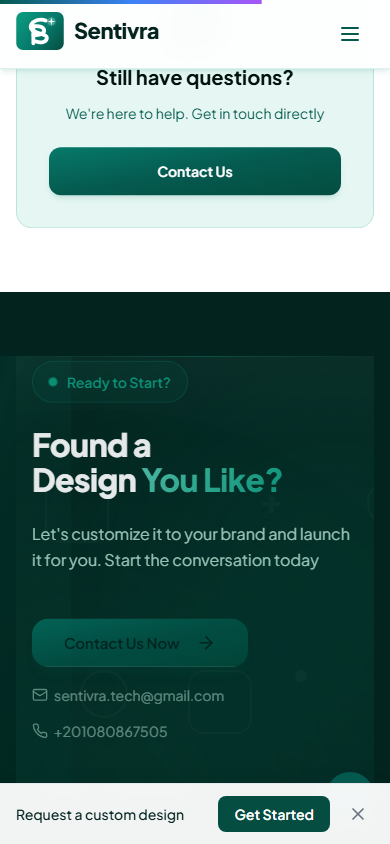 Sentivra
Still have questions?
We're here to help. Get in touch directly
Contact Us
Ready to Start?
Found a
Design You Like?
Let's customize it to your brand and launch
it for you. Start the conversation today
Contact Us Now
sentivra.tech@gmail.com
+201080867505
Request a custom design
Get Started